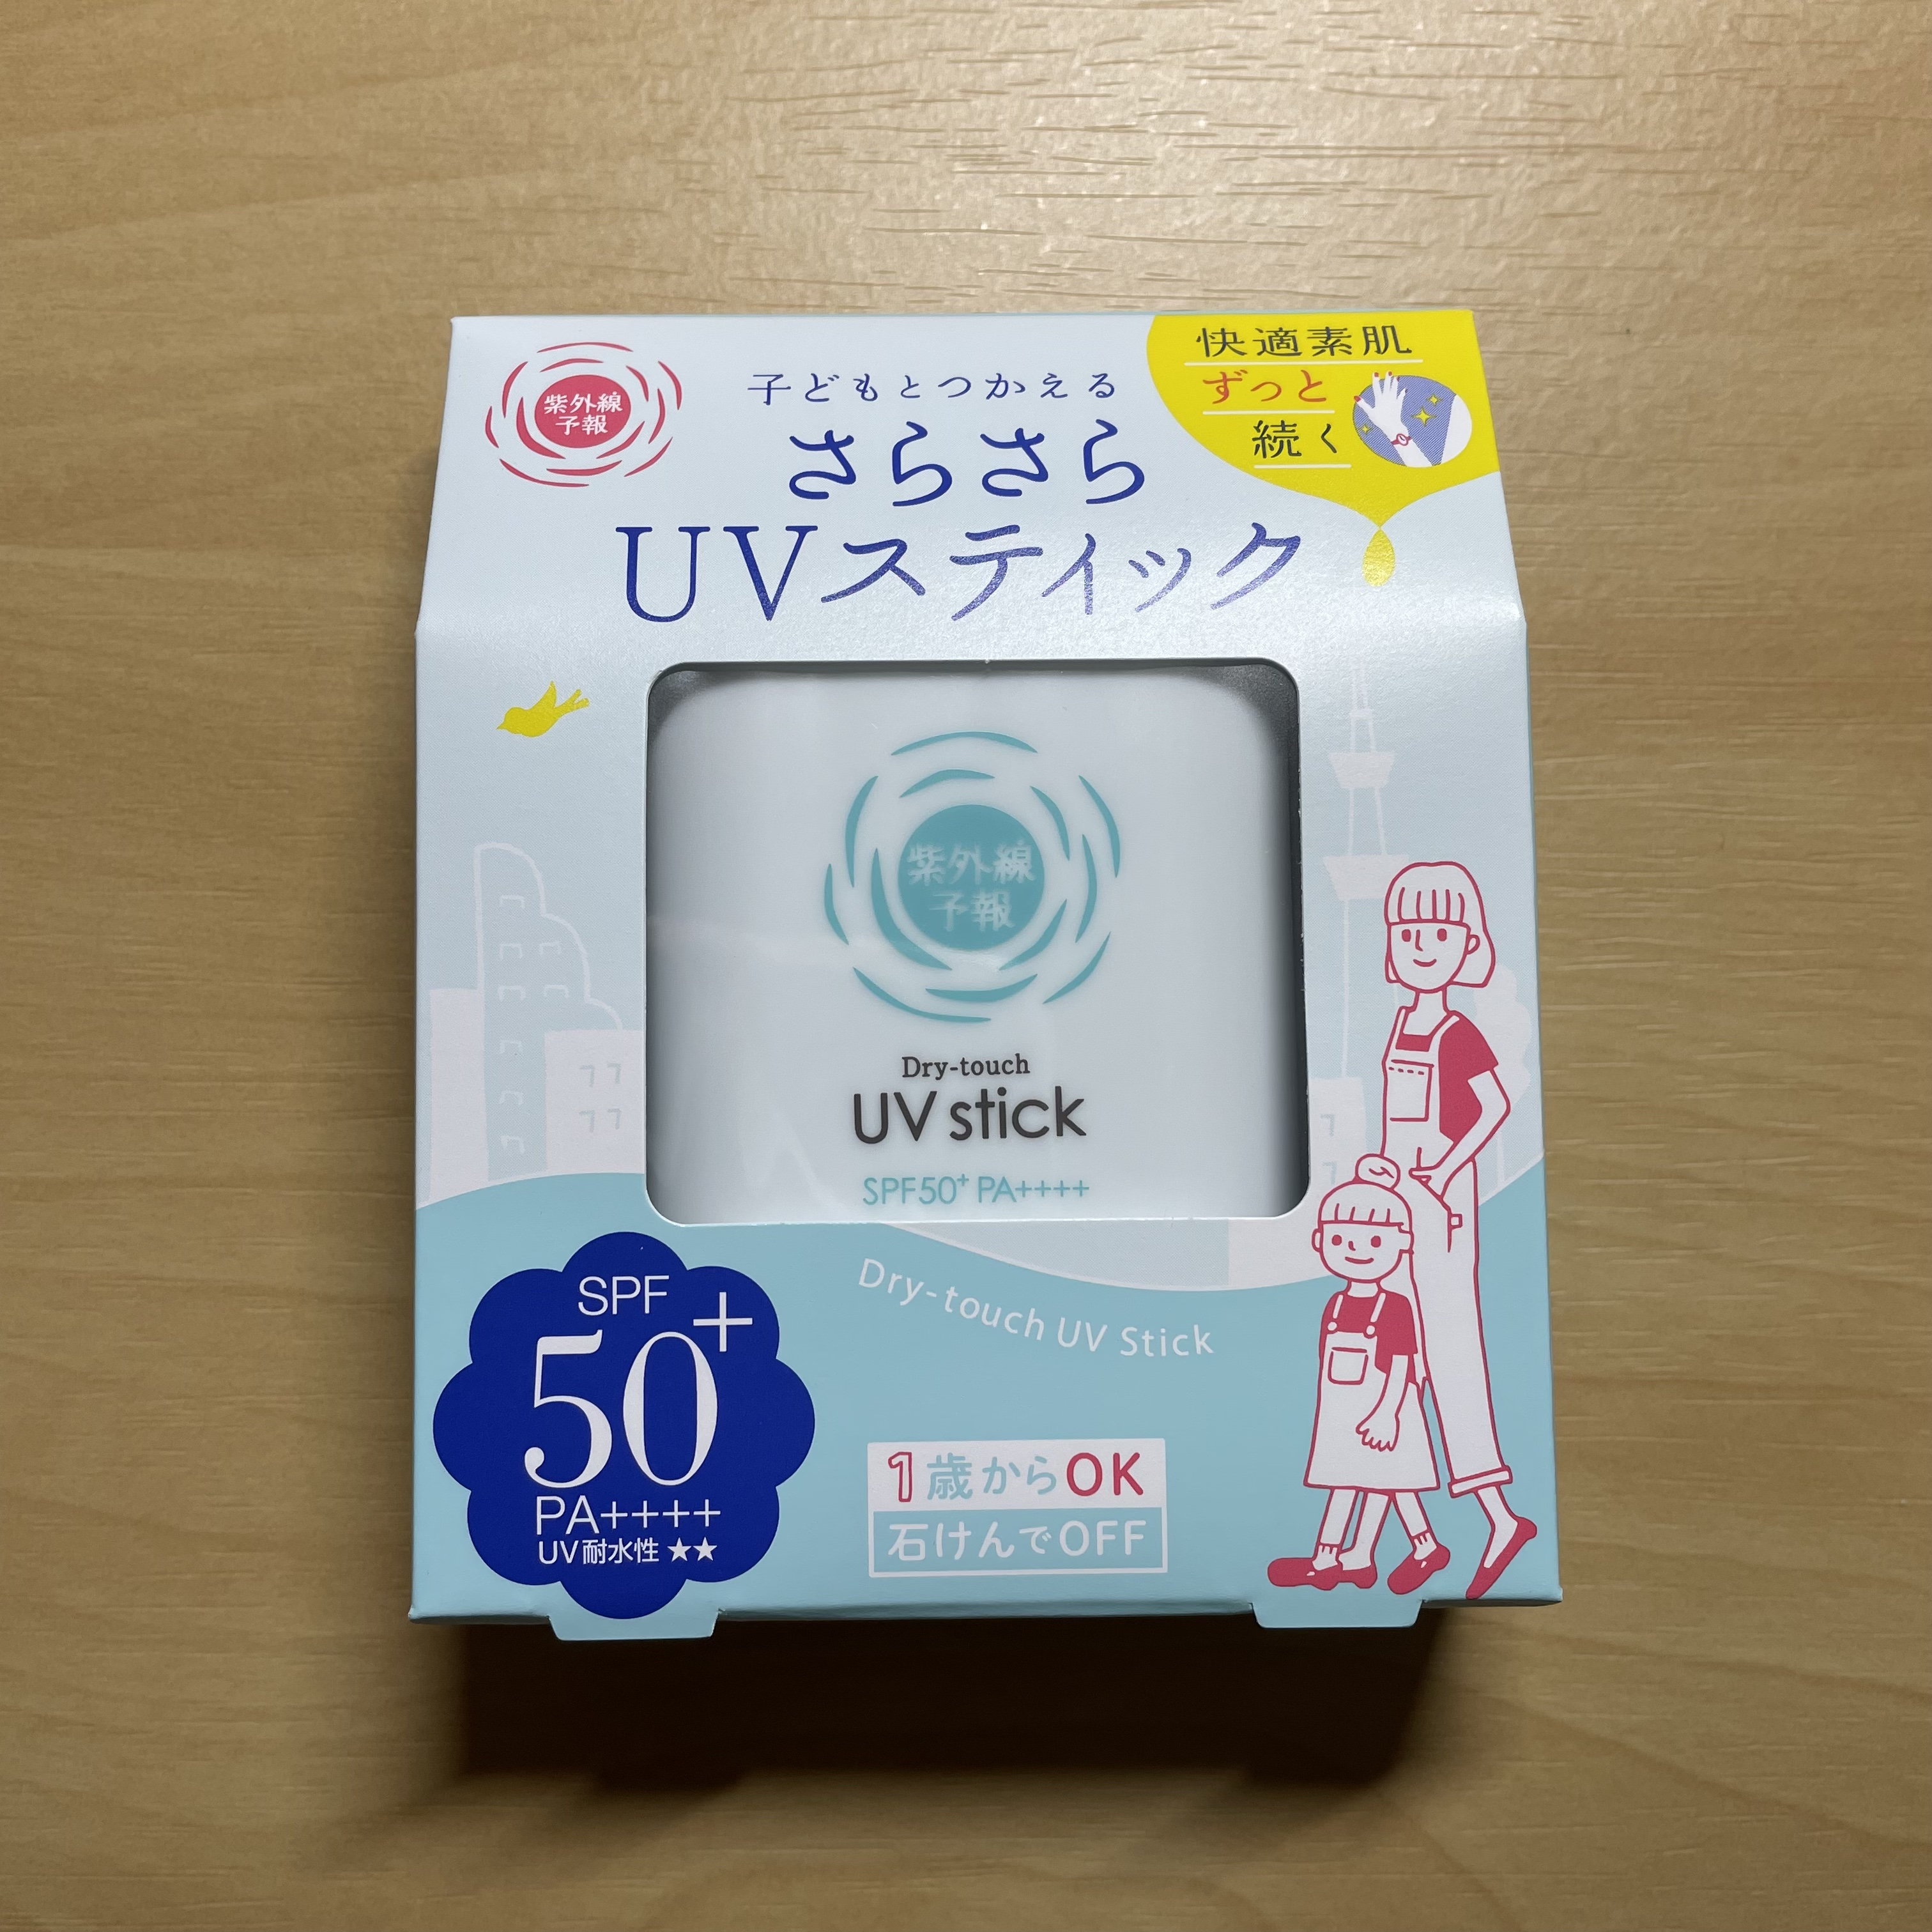 紫外線
予報
子どもとつかえる
さらさら
UVスティック
快適素肌
ずっと
続く
紫外線
予報
Dry-touch
UV stick
SPF50+ PA++++
Dry-touch UV Stick
SPF
50+
PA++++
UV耐水性 ★★
1歳からOK
石けんでOFF